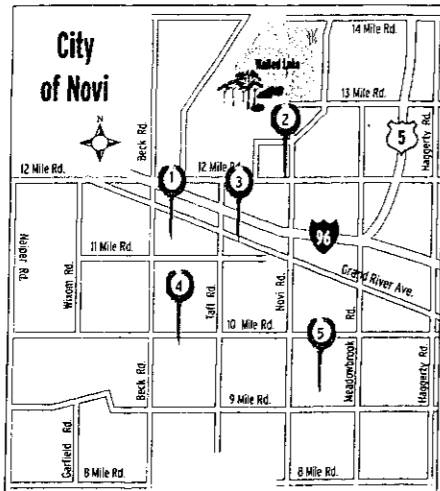 City
of Novi
N
Walled Lake
14 Mile Rd.
13 Mile Rd.
2
5
Haggerty Rd.
Beck Rd.
12 Mile Rd.
1
12 Mile Rd.
3
96
11 Mile Rd.
Grand River Ave.
Napier Rd.
Wixom Rd.
4
Taft Rd.
Novi Rd.
10 Mile Rd.
5
Meadowbrook Rd.
Beck Rd.
Haggerty Rd.
9 Mile Rd.
Garfield Rd.
8 Mile Rd.
8 Mile Rd.